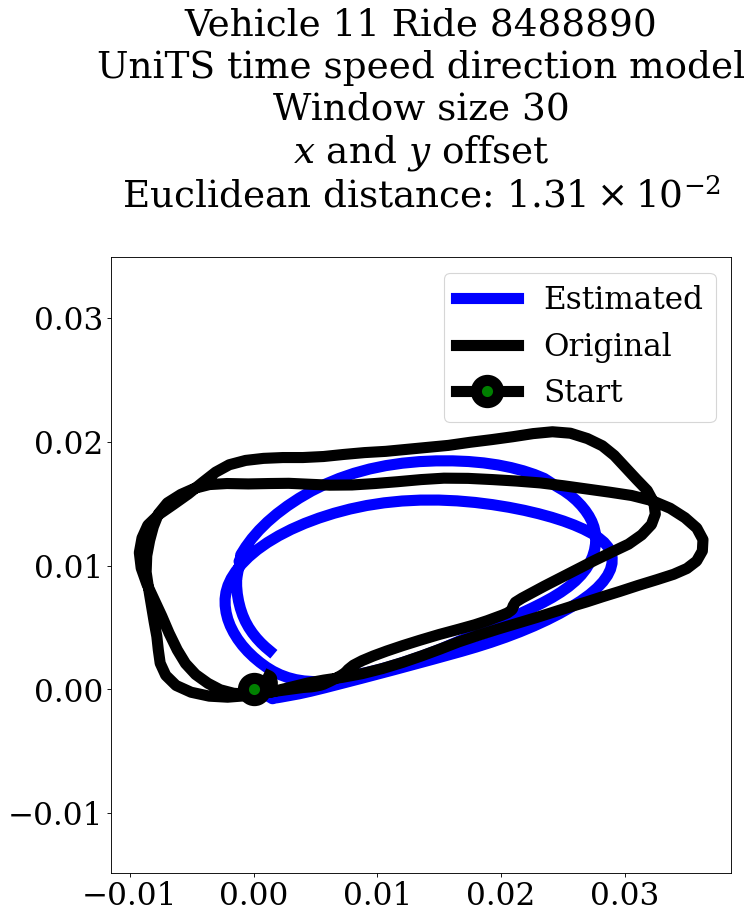 Vehicle 11 Ride 8488890
UniTS time speed direction model
Window size 30
x and y offset
Euclidean distance: 1.31 × 10⁻²
Estimated
Original
Start
0.03
0.02
0.01
0.00
−0.01
−0.01 0.00 0.01 0.02 0.03